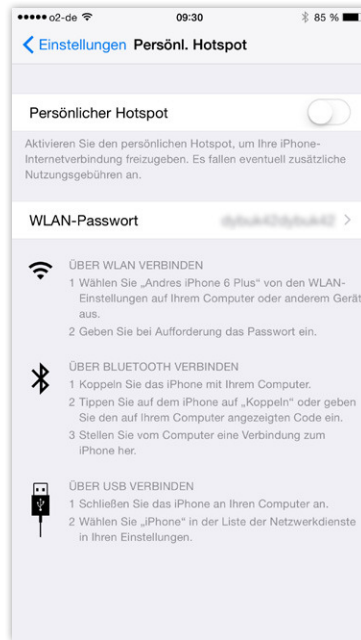 o2-de 09:30 85 %
Einstellungen Persönl. Hotspot
Persönlicher Hotspot
Aktivieren Sie den persönlichen Hotspot, um Ihre iPhone-
Internetverbindung freizugeben. Es fallen eventuell zusätzliche
Nutzungsgebühren an.
WLAN-Passwort
ÜBER WLAN VERBINDEN
1 Wählen Sie „Andres iPhone 6 Plus“ von den WLAN-
Einstellungen auf Ihrem Computer oder anderem Gerät
aus.
2 Geben Sie bei Aufforderung das Passwort ein.
ÜBER BLUETOOTH VERBINDEN
1 Koppeln Sie das iPhone mit Ihrem Computer.
2 Tippen Sie auf dem iPhone auf „Koppeln“ oder geben
Sie den auf Ihrem Computer angezeigten Code ein.
3 Stellen Sie vom Computer eine Verbindung zum
iPhone her.
ÜBER USB VERBINDEN
1 Schließen Sie das iPhone an Ihren Computer an.
2 Wählen Sie „iPhone“ in der Liste der Netzwerkdienste
in Ihren Einstellungen.